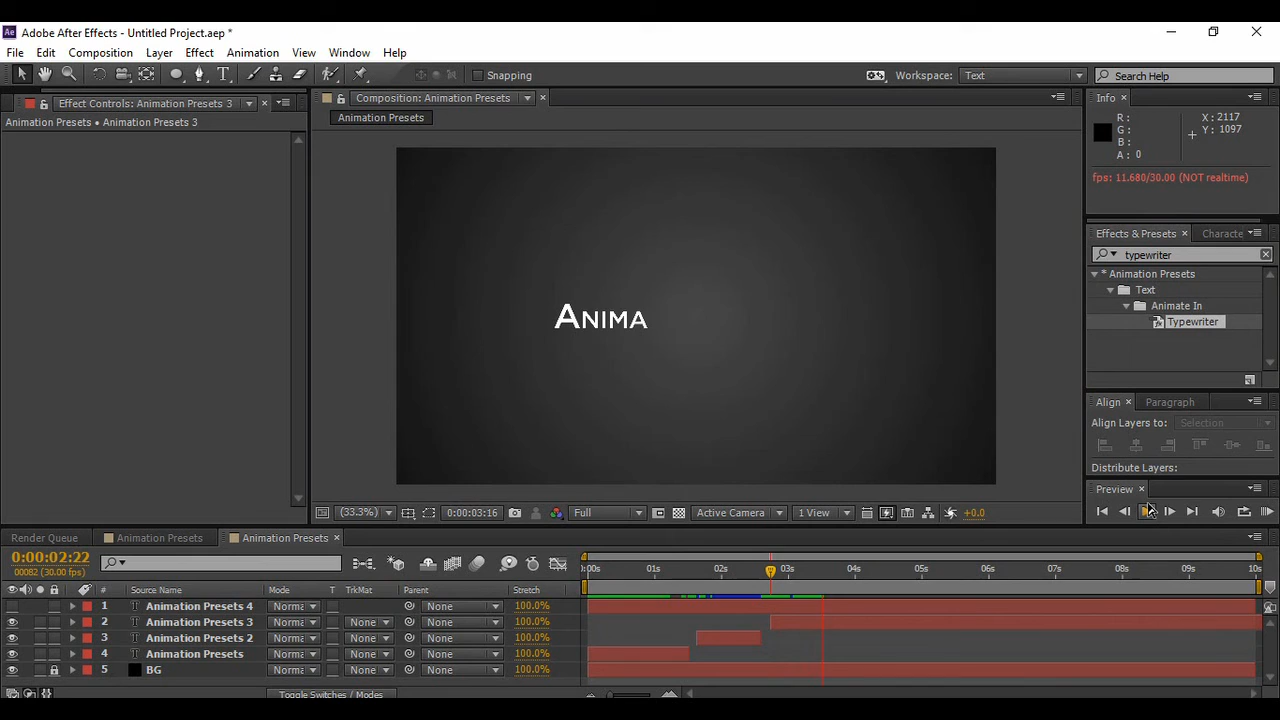 Ae Adobe After Effects - Untitled Project.aep *
File Edit Composition Layer Effect Animation View Window Help
T Snapping Workspace: Text Search Help
Effect Controls: Animation Presets 3 Composition: Animation Presets Info
Animation Presets • Animation Presets 3 Animation Presets R: X: 2117
G: Y: 1097
B:
A: 0
fps: 11.680/30.00 (NOT realtime)
Effects & Presets Characte
typewriter
* Animation Presets
Text
Animate In
Typewriter
ANIMA
Align Paragraph
Align Layers to: Selection
Distribute Layers:
Preview
(33.3%) 0:00:03:16 Full Active Camera 1 View +0.0
Render Queue Animation Presets Animation Presets
0:00:02:22
00082 (30.00 fps)
:00s 01s 02s 03s 04s 05s 06s 07s 08s 09s 10s
# Source Name Mode T TrkMat Parent Stretch
1 T Animation Presets 4 Norma None 100.0%
2 T Animation Presets 3 Norma None None 100.0%
3 T Animation Presets 2 Norma None None 100.0%
4 T Animation Presets Norma None None 100.0%
5 BG Norma None None 100.0%
Toggle Switches / Modes